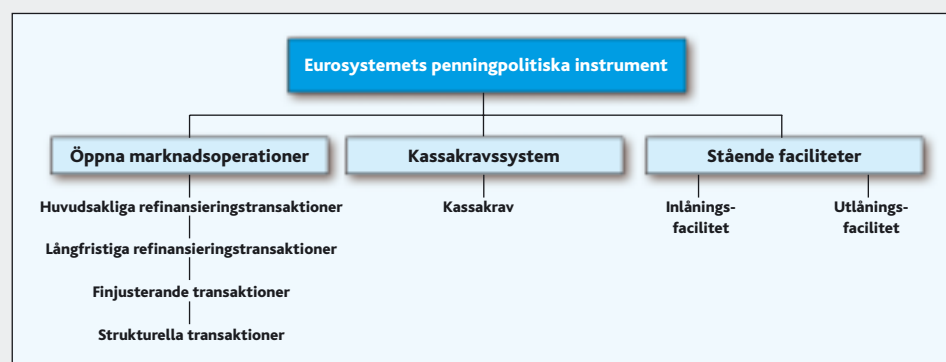 Eurosystemets penningpolitiska instrument
Öppna marknadsoperationer
Kassakravssystem
Stående faciliteter
Huvudsakliga refinansieringstransaktioner
Långfristiga refinansieringstransaktioner
Finjusterande transaktioner
Strukturella transaktioner
Kassakrav
Inlånings-
facilitet
Utlånings-
facilitet